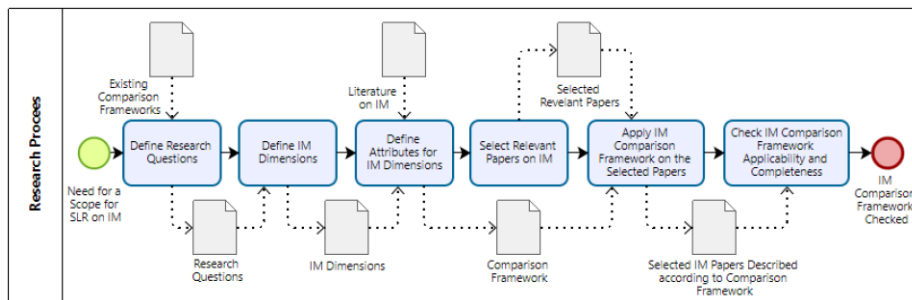 Research Procees
Existing
Comparison
Frameworks
Literature
on IM
Selected
Revelant Papers
Need for a
Scope for
SLR on IM
Define Research
Questions
Define IM
Dimensions
Define
Attributes for
IM Dimensions
Select Relevant
Papers on IM
Apply IM
Comparison
Framework on the
Selected Papers
Check IM Comparison
Framework
Applicability and
Completeness
IM
Comparison
Framework
Checked
Research
Questions
IM Dimensions
Comparison
Framework
Selected IM Papers Described
according to Comparison
Framework